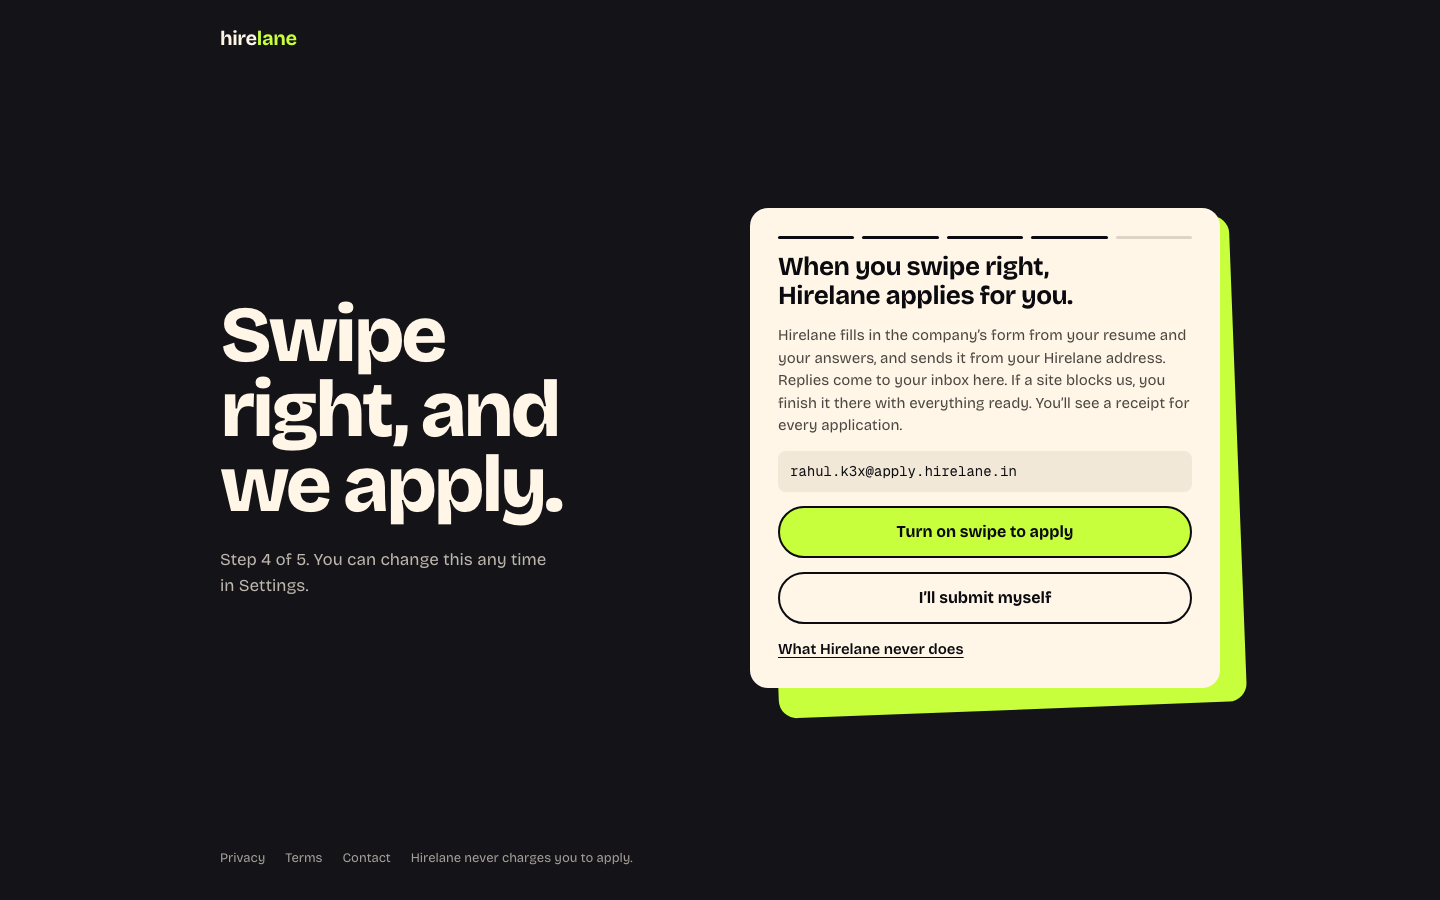 hirelane
Swipe
right, and
we apply.
Step 4 of 5. You can change this any time
in Settings.
When you swipe right,
Hirelane applies for you.
Hirelane fills in the company’s form from your resume and
your answers, and sends it from your Hirelane address.
Replies come to your inbox here. If a site blocks us, you
finish it there with everything ready. You’ll see a receipt for
every application.
rahul.k3x@apply.hirelane.in
Turn on swipe to apply
I’ll submit myself
What Hirelane never does
Privacy Terms Contact Hirelane never charges you to apply.